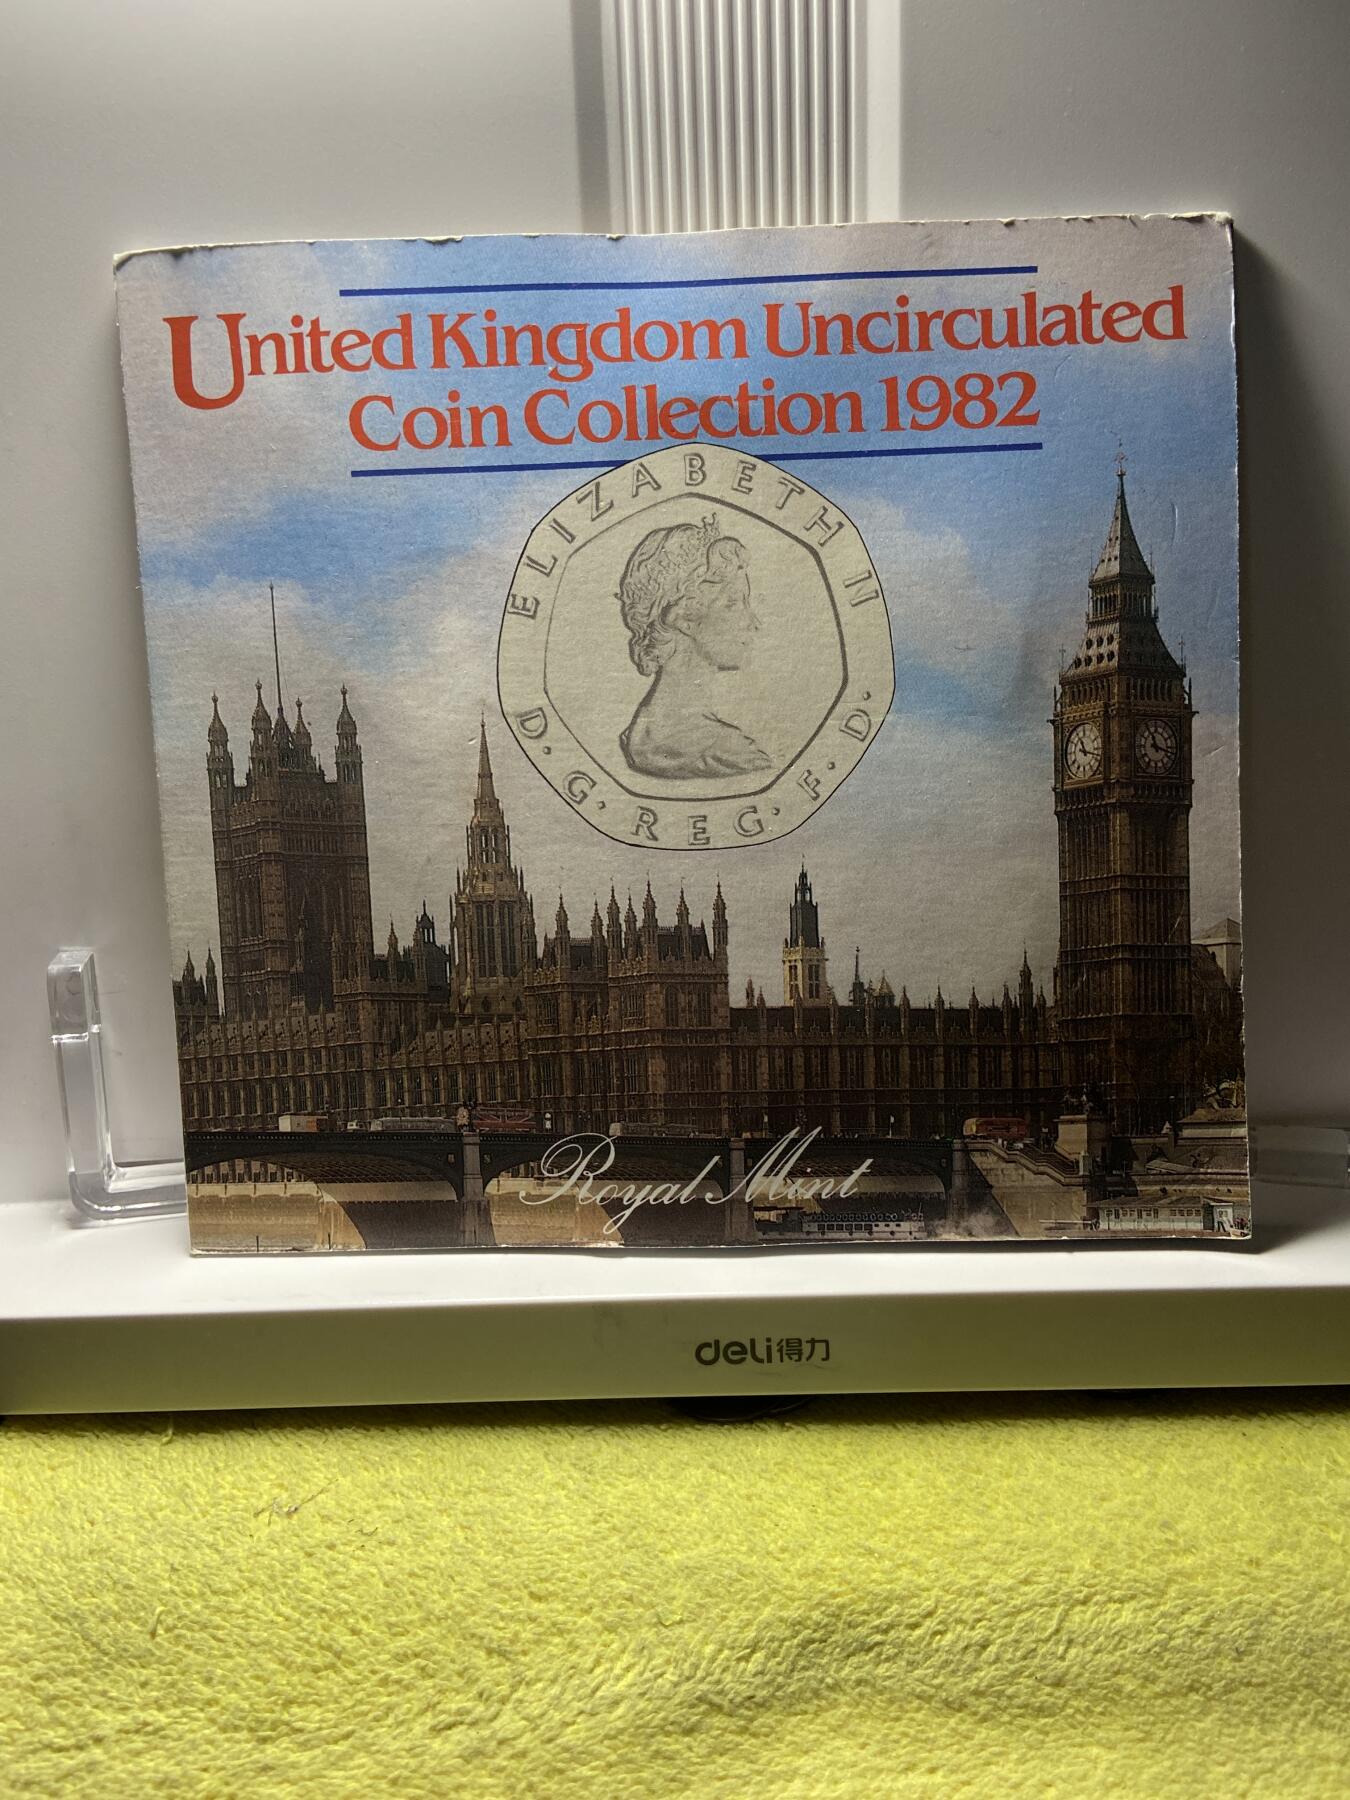 United Kingdom Uncirculated
Coin Collection 1982
ELIZABETH II
D·G·REG·F·D·
Royal Mint
deli得力